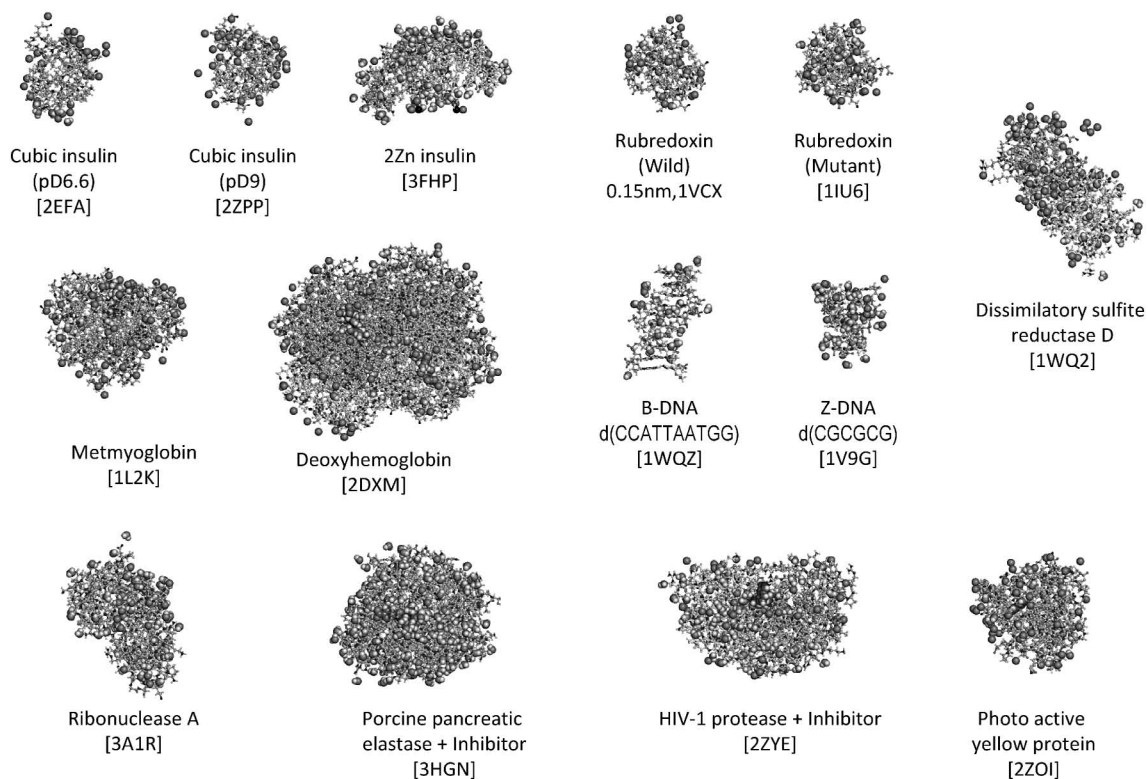 Cubic insulin
(pD6.6)
[2EFA]
Cubic insulin
(pD9)
[2ZPP]
2Zn insulin
[3FHP]
Rubredoxin
(Wild)
0.15nm,1VCX
Rubredoxin
(Mutant)
[1IU6]
Dissimilatory sulfite
reductase D
[1WQ2]
Metmyoglobin
[1L2K]
Deoxyhemoglobin
[2DXM]
B-DNA
d(CCATTAATGG)
[1WQZ]
Z-DNA
d(CGCGCG)
[1V9G]
Ribonuclease A
[3A1R]
Porcine pancreatic
elastase + Inhibitor
[3HGN]
HIV-1 protease + Inhibitor
[2ZYE]
Photo active
yellow protein
[2ZOI]